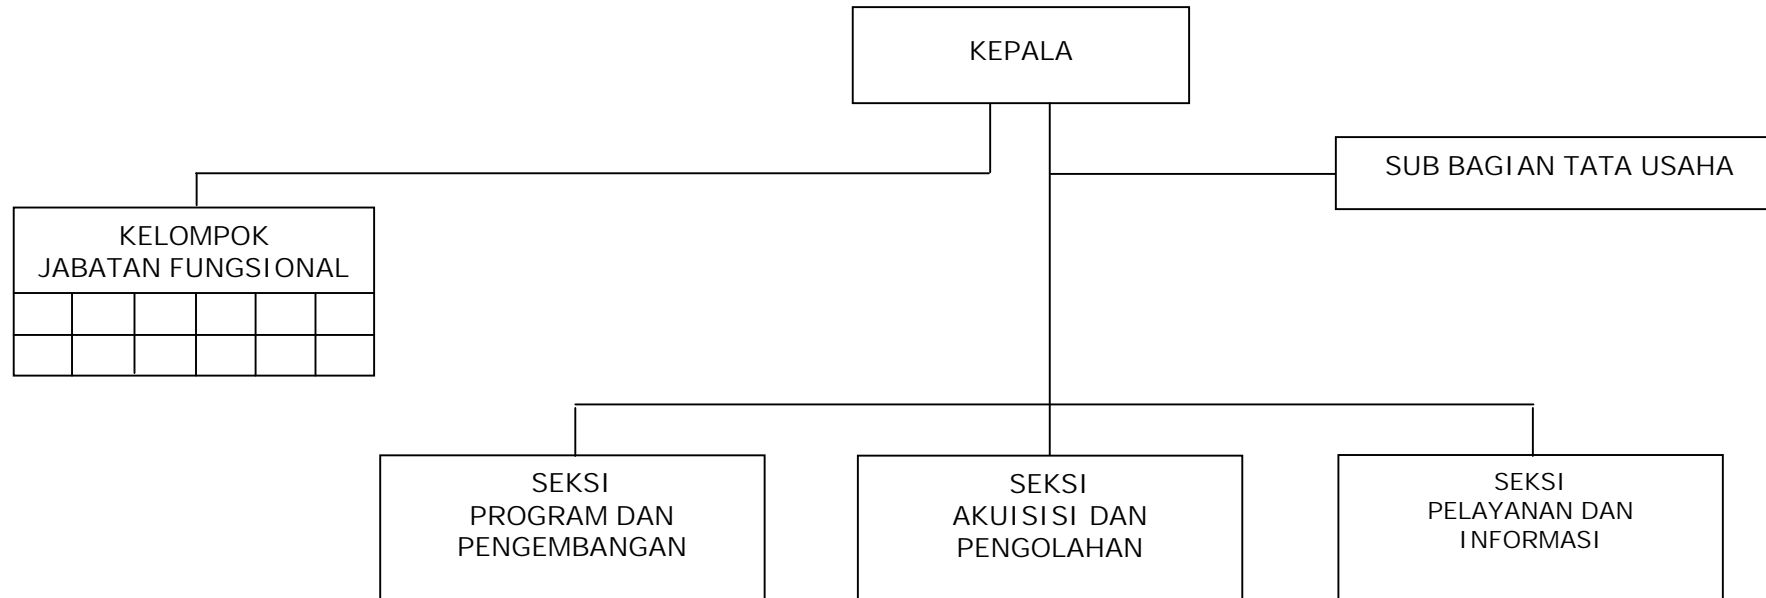 KEPALA
SUB BAGIAN TATA USAHA
KELOMPOK
JABATAN FUNGSIONAL
SEKSI
PROGRAM DAN
PENGEMBANGAN
SEKSI
AKUISISI DAN
PENGOLAHAN
SEKSI
PELAYANAN DAN
INFORMASI